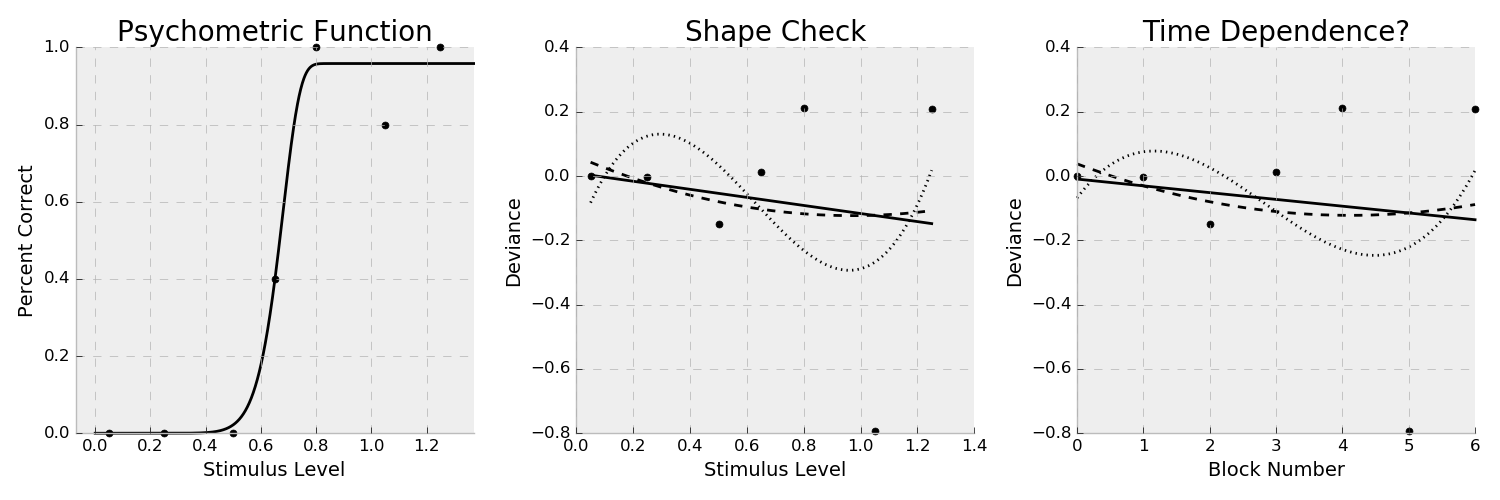 Psychometric Function
1.0
0.8
0.6
0.4
0.2
0.0
Percent Correct
0.0 0.2 0.4 0.6 0.8 1.0 1.2
Stimulus Level
Shape Check
0.4
0.2
0.0
−0.2
−0.4
−0.6
−0.8
Deviance
0.0 0.2 0.4 0.6 0.8 1.0 1.2 1.4
Stimulus Level
Time Dependence?
0.4
0.2
0.0
−0.2
−0.4
−0.6
−0.8
Deviance
0 1 2 3 4 5 6
Block Number